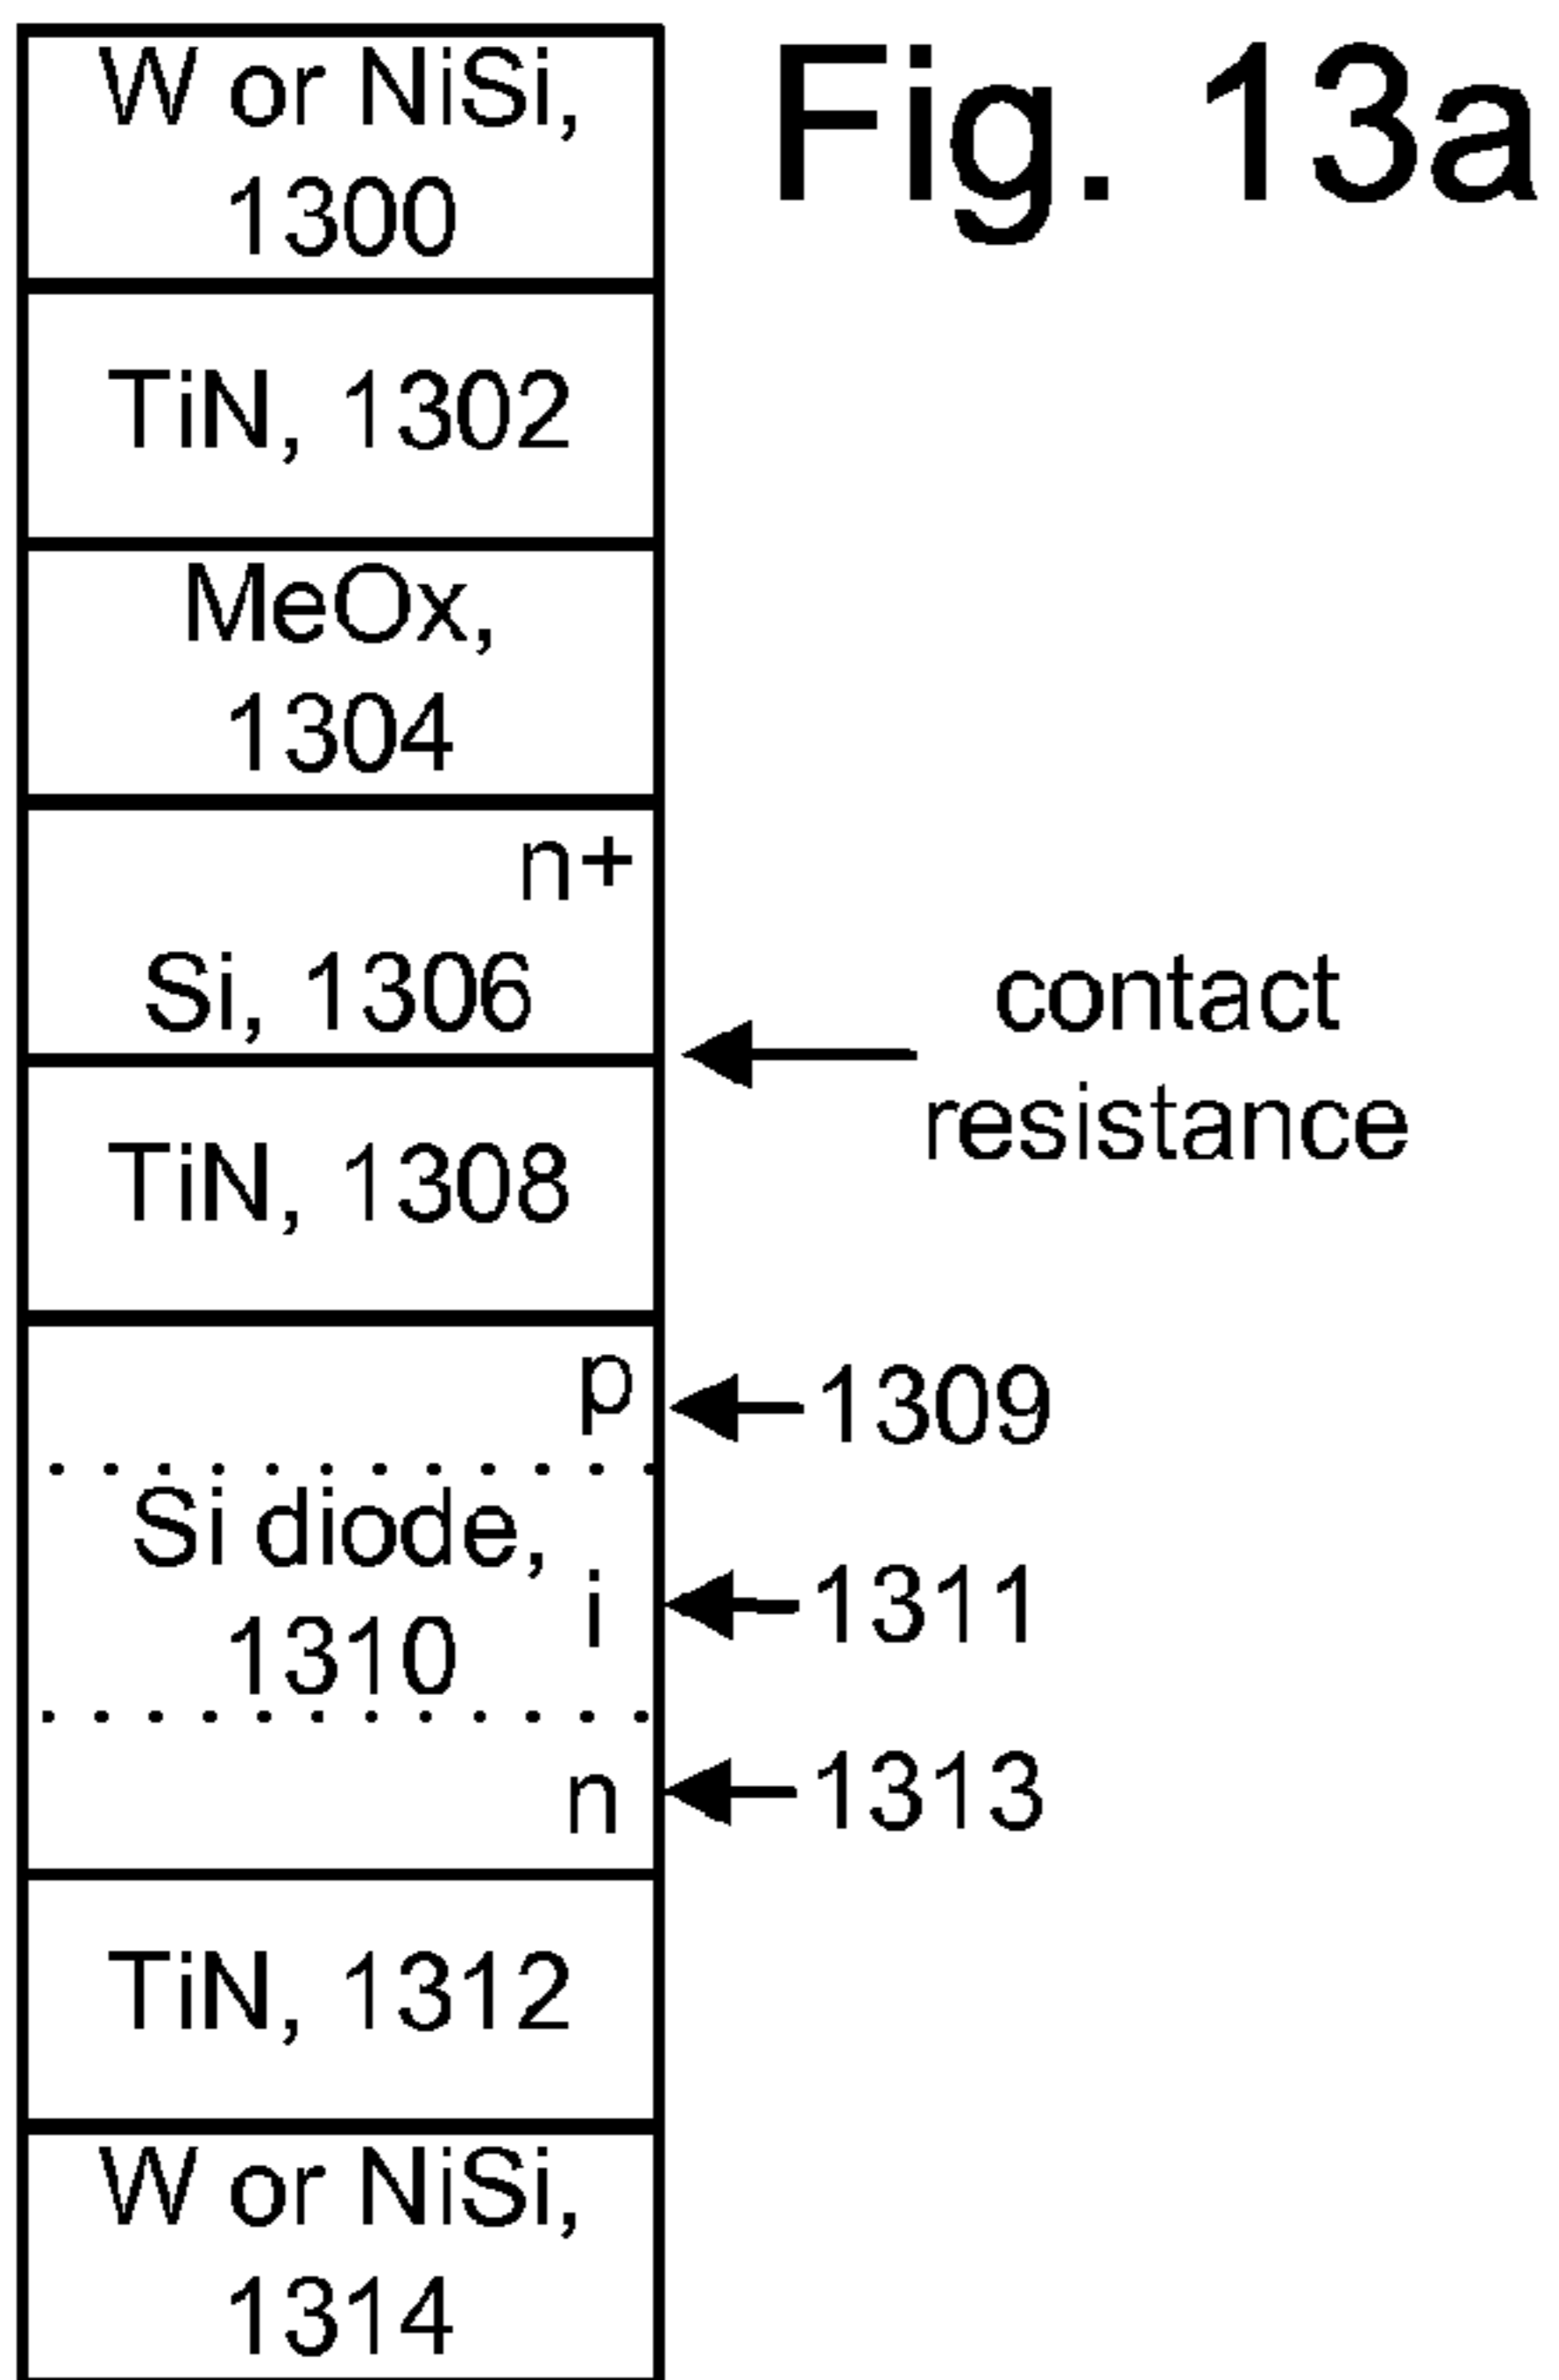 Fig. 13a
W or NiSi,
1300
TiN, 1302
MeOx,
1304
n+
Si, 1306
contact
resistance
TiN, 1308
p
1309
Si diode,
i
1311
1310
n
1313
TiN, 1312
W or NiSi,
1314